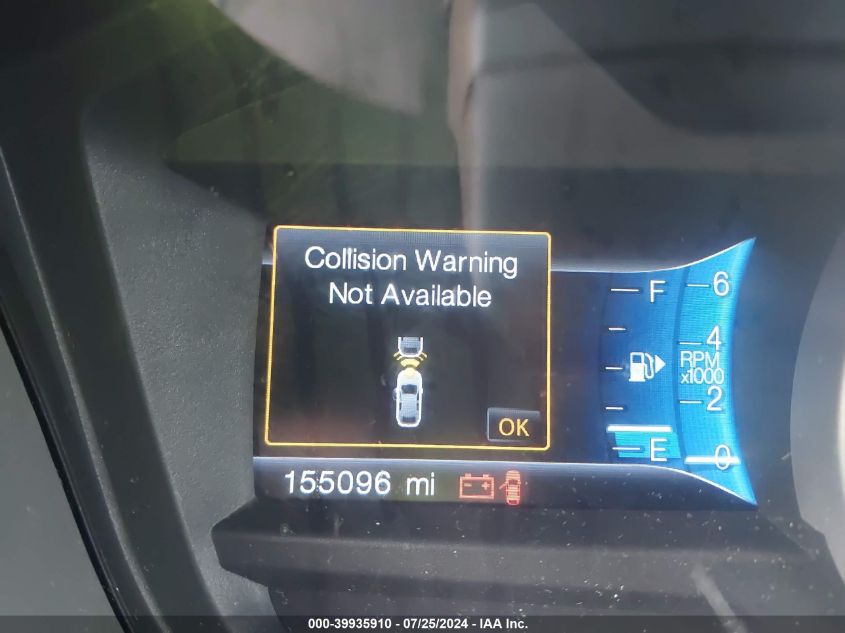 Collision Warning
Not Available
OK
F
E
6
4
RPM
x1000
2
0
155096 mi
000-39935910 - 07/25/2024 - IAA Inc.